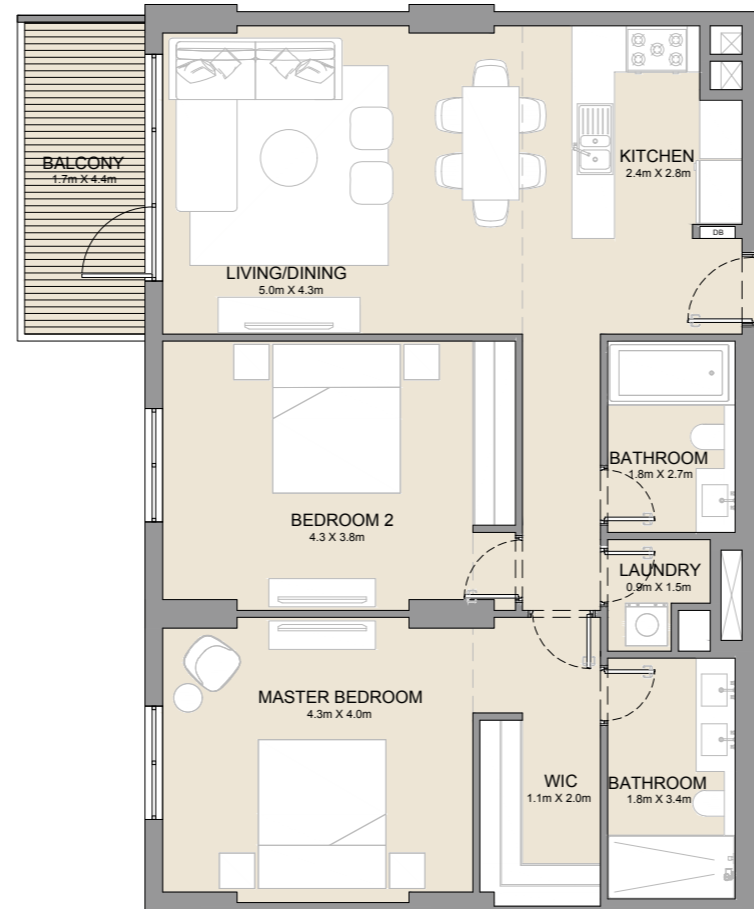 BALCONY
1.7m X 4.4m
KITCHEN
2.4m X 2.8m
DB
LIVING/DINING
5.0m X 4.3m
BATHROOM
1.8m X 2.7m
BEDROOM 2
4.3 X 3.8m
LAUNDRY
0.9m X 1.5m
MASTER BEDROOM
4.3m X 4.0m
WIC
1.1m X 2.0m
BATHROOM
1.8m X 3.4m